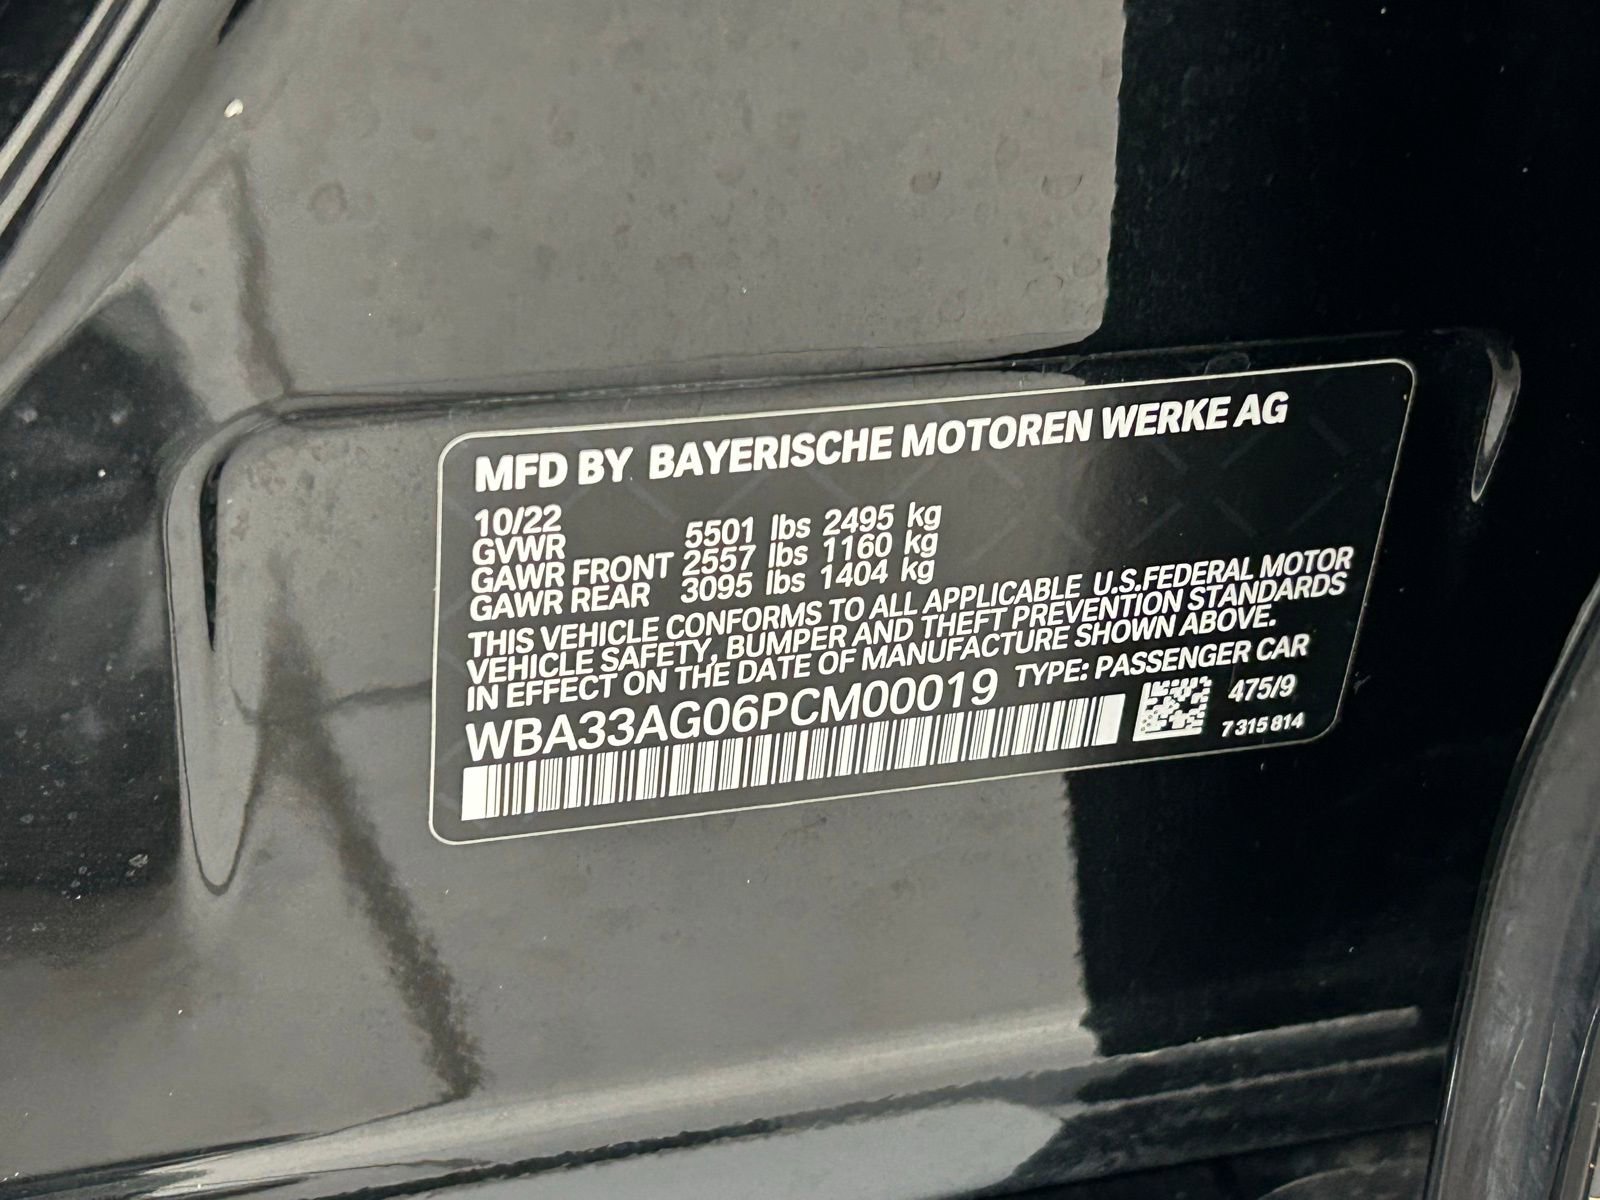 MFD BY BAYERISCHE MOTOREN WERKE AG
10/22
GVWR 5501 lbs 2495 kg
GAWR FRONT 2557 lbs 1160 kg
GAWR REAR 3095 lbs 1404 kg
THIS VEHICLE CONFORMS TO ALL APPLICABLE U.S.FEDERAL MOTOR
VEHICLE SAFETY, BUMPER AND THEFT PREVENTION STANDARDS
IN EFFECT ON THE DATE OF MANUFACTURE SHOWN ABOVE.
WBA33AG06PCM00019 TYPE: PASSENGER CAR
475/9
7 315 814